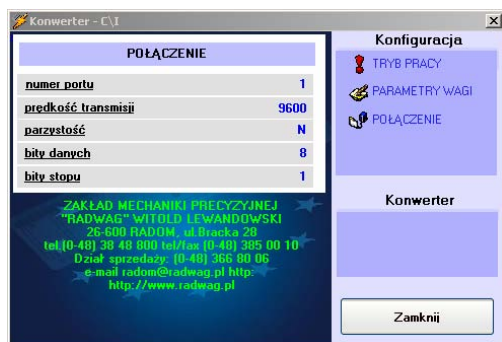 Konwerter - C\I
POŁĄCZENIE
numer portu 1
prędkość transmisji 9600
parzystość N
bity danych 8
bity stopu 1
ZAKŁAD MECHANIKI PRECYZYJNEJ
"RADWAG" WITOLD LEWANDOWSKI
26-600 RADOM, ul.Bracka 28
tel,(0-48) 38 48 800 tel/fax (0-48) 385 00 10
Dział sprzedaży: (0-48) 366 80 06
e-mail radom@radwag.pl http:
http://www.radwag.pl
Konfiguracja
TRYB PRACY
PARAMETRY WAGI
POŁĄCZENIE
Konwerter
Zamknij